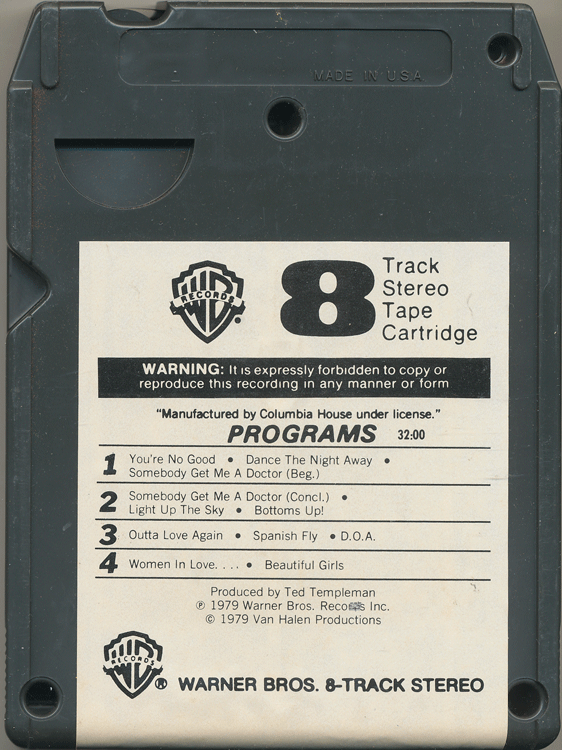 MADE IN U.S.A.
WB RECORDS
8 Track
Stereo
Tape
Cartridge
WARNING: It is expressly forbidden to copy or
reproduce this recording in any manner or form
"Manufactured by Columbia House under license."
PROGRAMS 32:00
1 You're No Good • Dance The Night Away •
Somebody Get Me A Doctor (Beg.)
2 Somebody Get Me A Doctor (Concl.) •
Light Up The Sky • Bottoms Up!
3 Outta Love Again • Spanish Fly • D.O.A.
4 Women In Love. . . . • Beautiful Girls
Produced by Ted Templeman
℗ 1979 Warner Bros. Records Inc.
© 1979 Van Halen Productions
WB RECORDS ® WARNER BROS. 8-TRACK STEREO